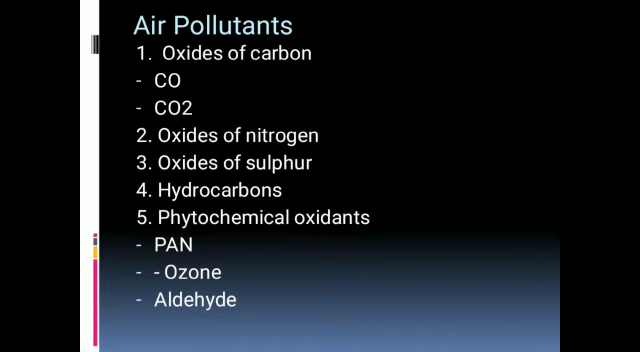 Air Pollutants
1. Oxides of carbon
- CO
- CO2
2. Oxides of nitrogen
3. Oxides of sulphur
4. Hydrocarbons
5. Phytochemical oxidants
- PAN
- - Ozone
- Aldehyde